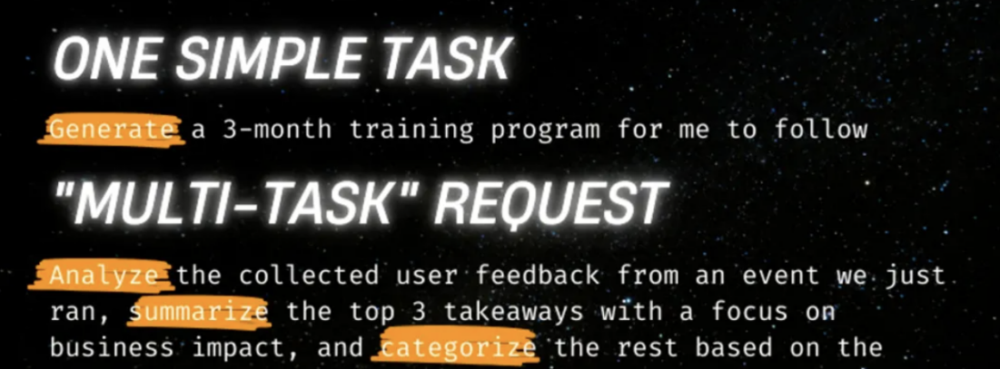 ONE SIMPLE TASK
Generate a 3-month training program for me to follow
"MULTI-TASK" REQUEST
Analyze the collected user feedback from an event we just
ran, summarize the top 3 takeaways with a focus on
business impact, and categorize the rest based on the